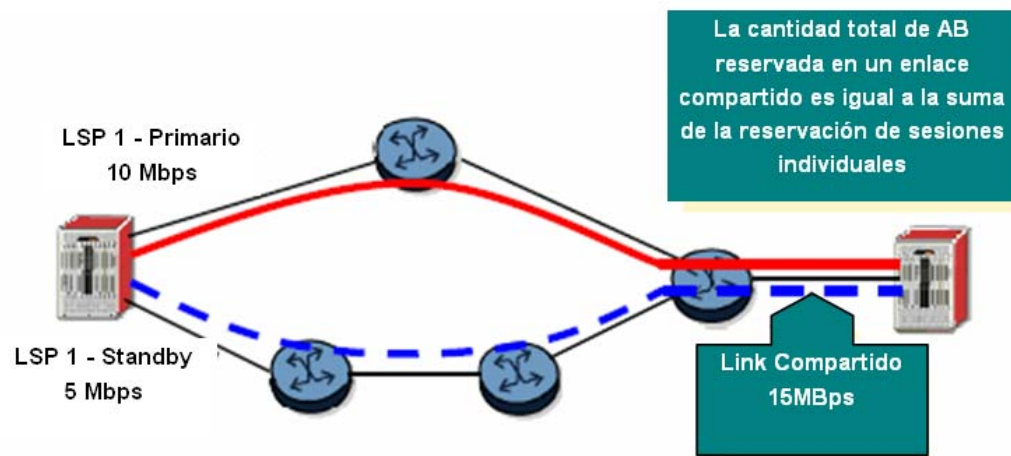 La cantidad total de AB
reservada en un enlace
compartido es igual a la suma
de la reservación de sesiones
individuales
LSP 1 - Primario
10 Mbps
LSP 1 - Standby
5 Mbps
Link Compartido
15MBps